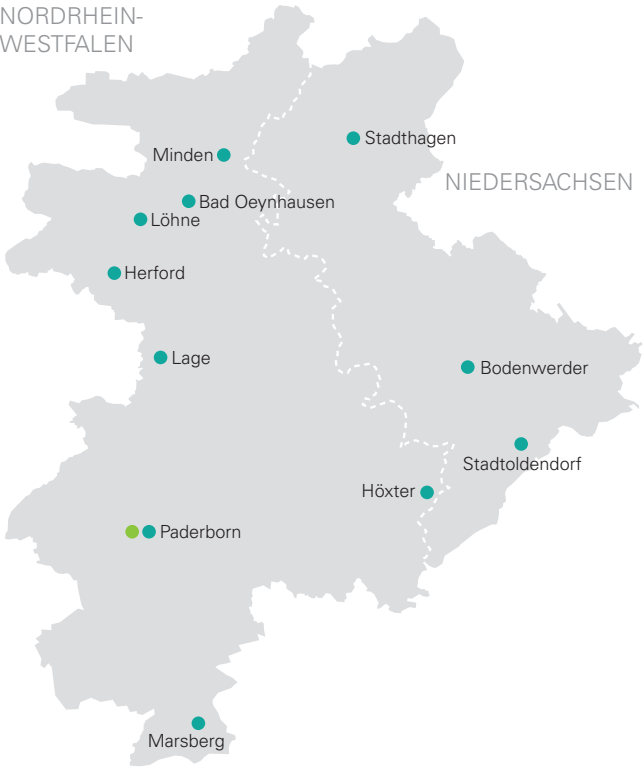 NORDRHEIN-
WESTFALEN
Stadthagen
Minden
NIEDERSACHSEN
Bad Oeynhausen
Löhne
Herford
Lage
Bodenwerder
Stadtoldendorf
Höxter
Paderborn
Marsberg